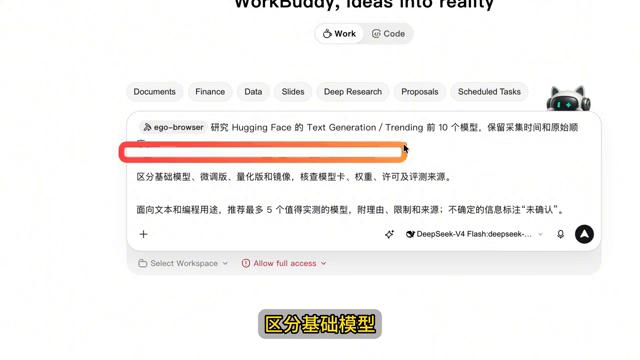 WorkBuddy, ideas into reality
Work Code
Documents Finance Data Slides Deep Research Proposals Scheduled Tasks
ego-browser 研究 Hugging Face 的 Text Generation / Trending 前 10 个模型，保留采集时间和原始顺
区分基础模型、微调版、量化版和镜像，核查模型卡、权重、许可及评测来源。
面向文本和编程用途，推荐最多 5 个值得实测的模型，附理由、限制和来源；不确定的信息标注“未确认”。
DeepSeek-V4 Flash:deepseek-...
Select Workspace Allow full access
区分基础模型